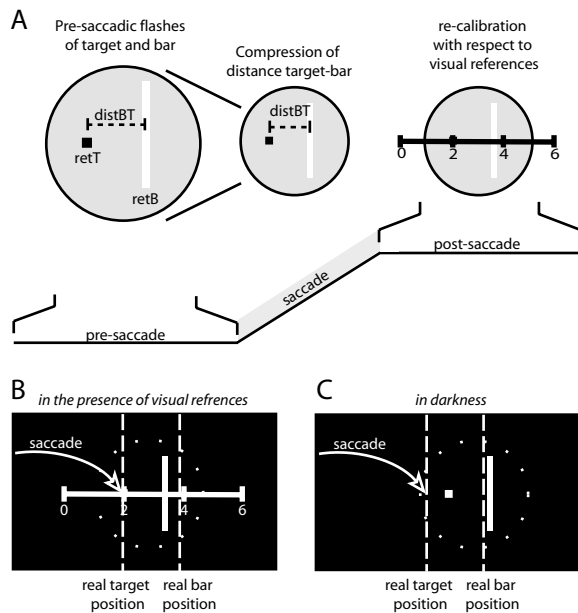 A
Pre-saccadic flashes
of target and bar
Compression of
distance target-bar
re-calibration
with respect to
visual references
distBT
retT
retB
distBT
0 2 4 6
pre-saccade
saccade
post-saccade
B
in the presence of visual refrences
saccade
0 2 4 6
real target
position
real bar
position
C
in darkness
saccade
real target
position
real bar
position